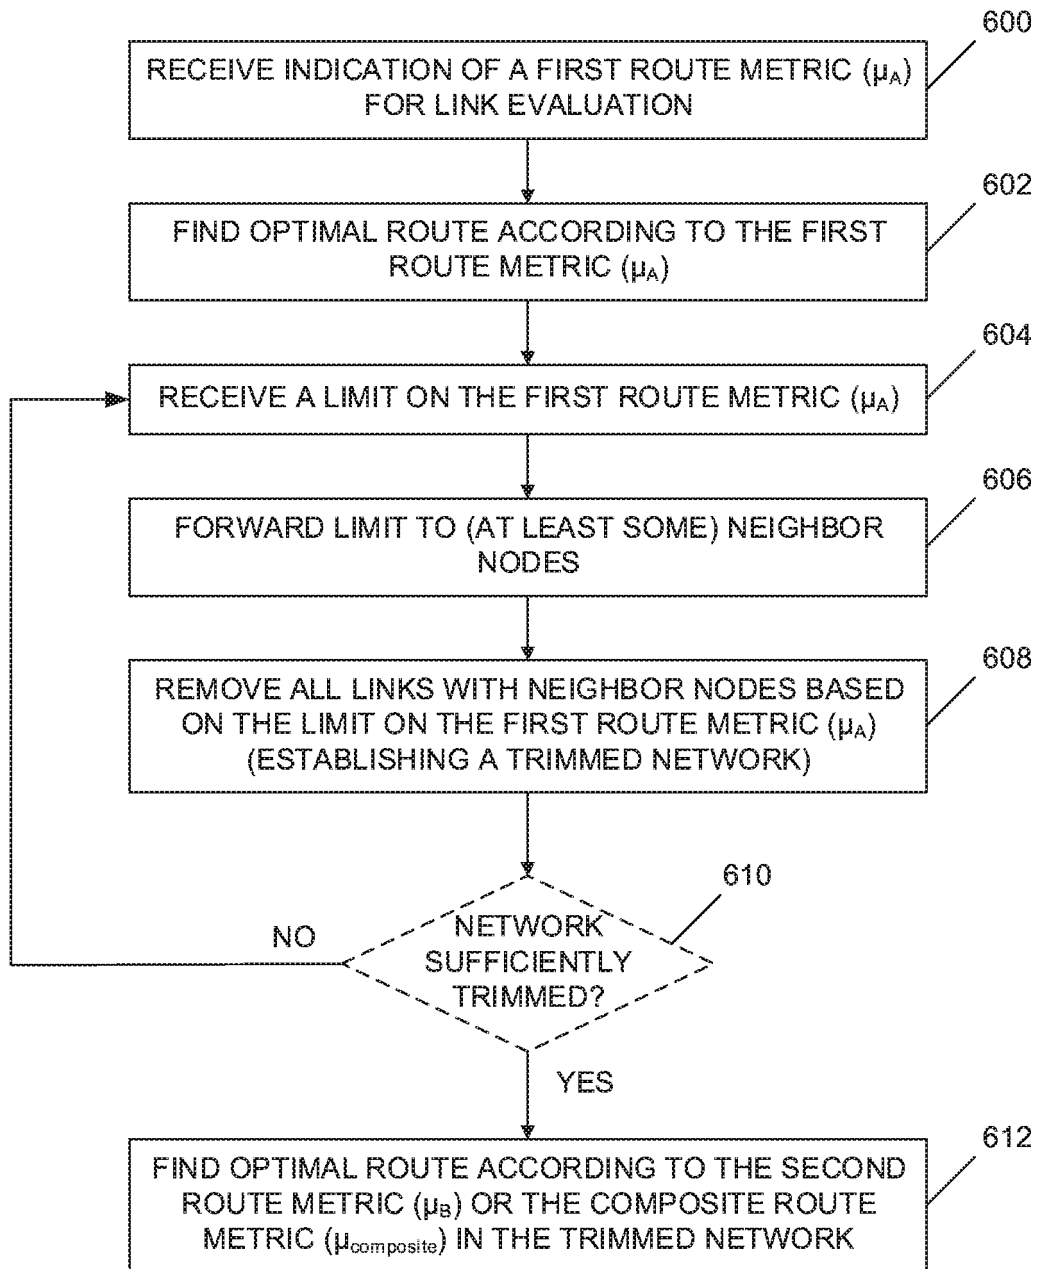 600
RECEIVE INDICATION OF A FIRST ROUTE METRIC (μA)
FOR LINK EVALUATION
602
FIND OPTIMAL ROUTE ACCORDING TO THE FIRST
ROUTE METRIC (μA)
604
RECEIVE A LIMIT ON THE FIRST ROUTE METRIC (μA)
606
FORWARD LIMIT TO (AT LEAST SOME) NEIGHBOR
NODES
608
REMOVE ALL LINKS WITH NEIGHBOR NODES BASED
ON THE LIMIT ON THE FIRST ROUTE METRIC (μA)
(ESTABLISHING A TRIMMED NETWORK)
610
NO
NETWORK
SUFFICIENTLY
TRIMMED?
YES
612
FIND OPTIMAL ROUTE ACCORDING TO THE SECOND
ROUTE METRIC (μB) OR THE COMPOSITE ROUTE
METRIC (μcomposite) IN THE TRIMMED NETWORK